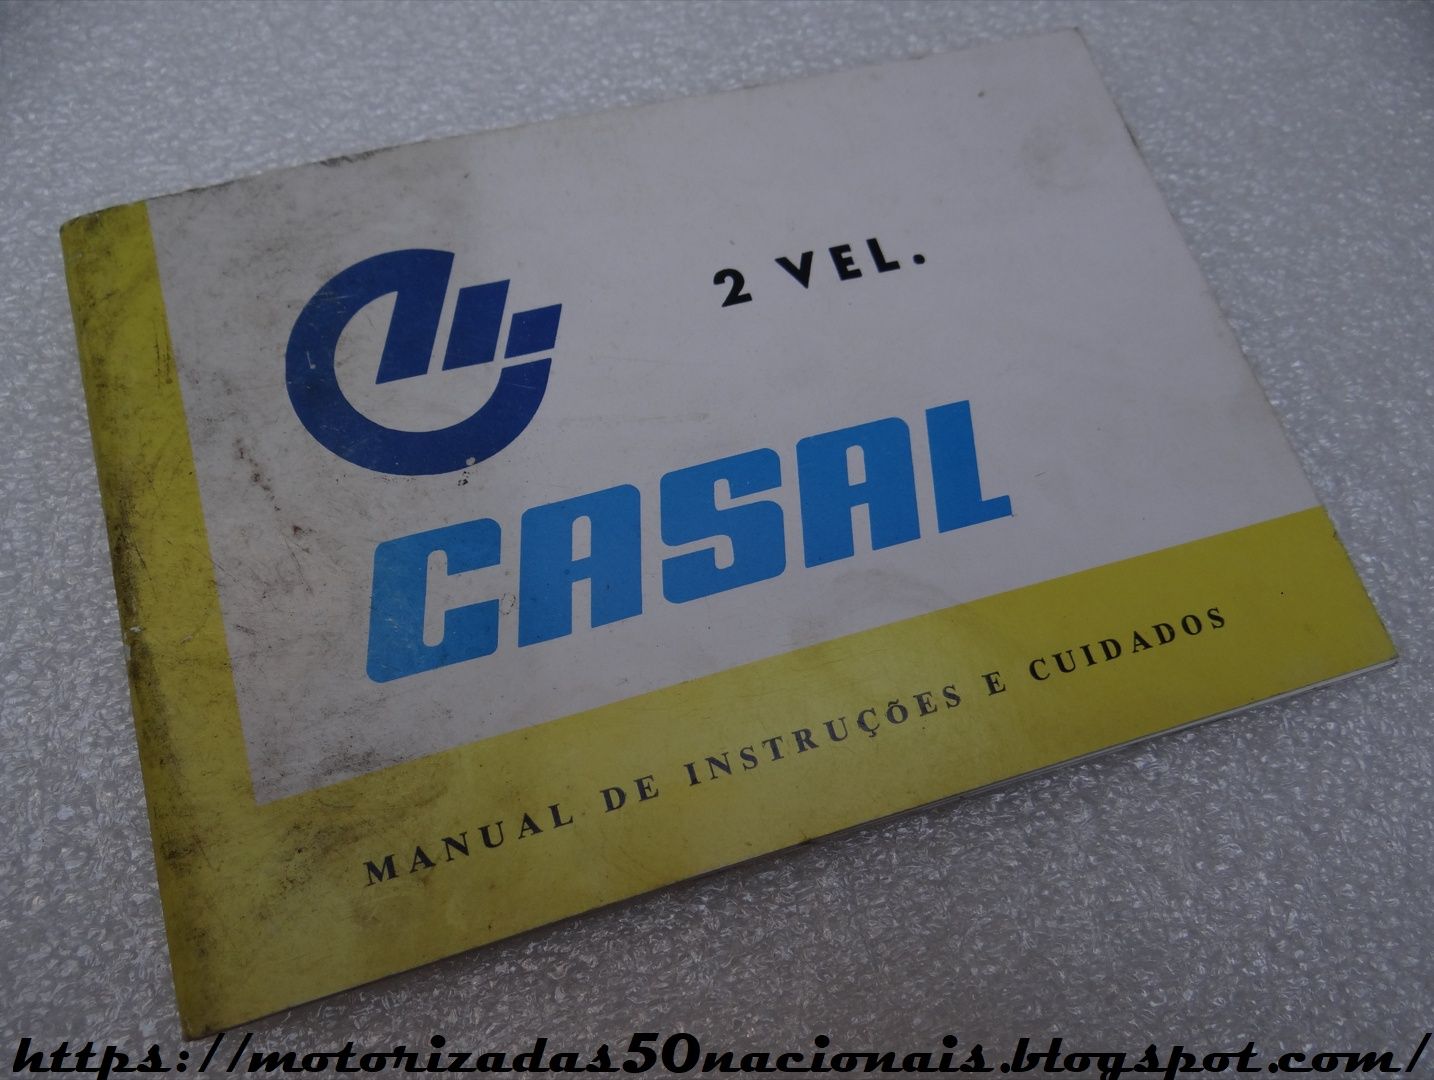 2 VEL.
CASAL
MANUAL DE INSTRUÇÕES E CUIDADOS
https://motorizadas50nacionais.blogspot.com/